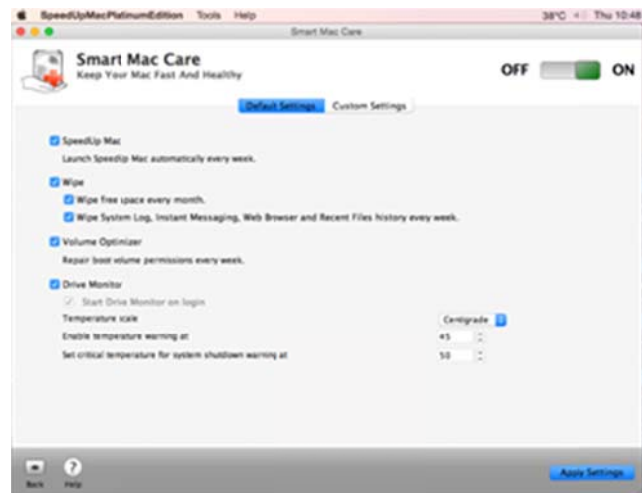 SpeedUpMacPlatinumEdition Tools Help 38°C Thu 10:48
Smart Mac Care
Smart Mac Care
Keep Your Mac Fast And Healthy
OFF ON
Default Settings Custom Settings
SpeedUp Mac
Launch SpeedUp Mac automatically every week.
Wipe
Wipe free space every month.
Wipe System Log, Instant Messaging, Web Browser and Recent Files history every week.
Volume Optimizer
Repair boot volume permissions every week.
Drive Monitor
Start Drive Monitor on login
Temperature scale Centigrade
Enable temperature warning at 45
Set critical temperature for system shutdown warning at 50
? Apply Settings
Back Help